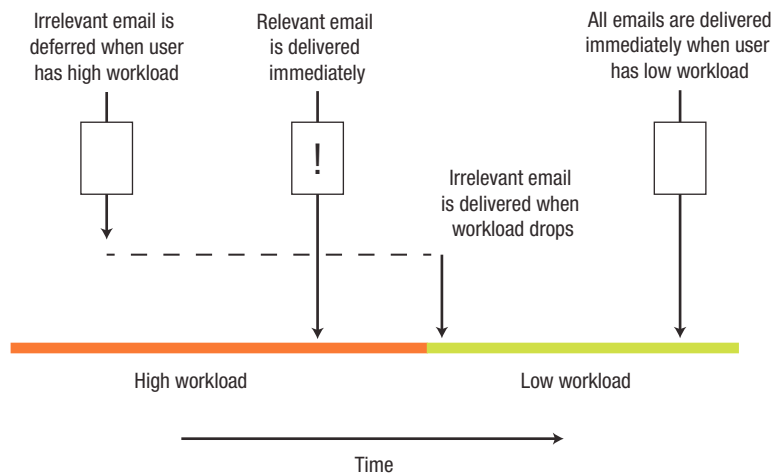 Irrelevant email is
deferred when user
has high workload
Relevant email
is delivered
immediately
All emails are delivered
immediately when user
has low workload
!
Irrelevant email
is delivered when
workload drops
High workload
Low workload
Time